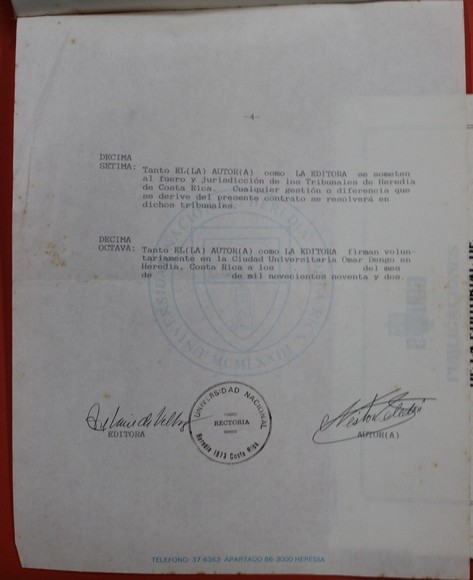 -4-
DECIMA
SETIMA: Tanto EL(LA) AUTOR(A) como LA EDITORA se someten
al fuero y jurisdicción de los Tribunales de Heredia
de Costa Rica. Cualquier gestión o diferencia que
se derive del presente contrato se resolverá en
dichos tribunales.
DECIMA
OCTAVA: Tanto EL(LA) AUTOR(A) como LA EDITORA firman volun-
tariamente en la Ciudad Universitaria Omar Dengo en
Heredia, Costa Rica a los del mes
de de mil novecientos noventa y dos.
UNIVERSIDAD NACIONAL
RECTORIA
Heredia 1973 Costa Rica
EDITORA
AUTOR(A)
TELEFONO: 37-6363 APARTADO 86-3000 HEREDIA